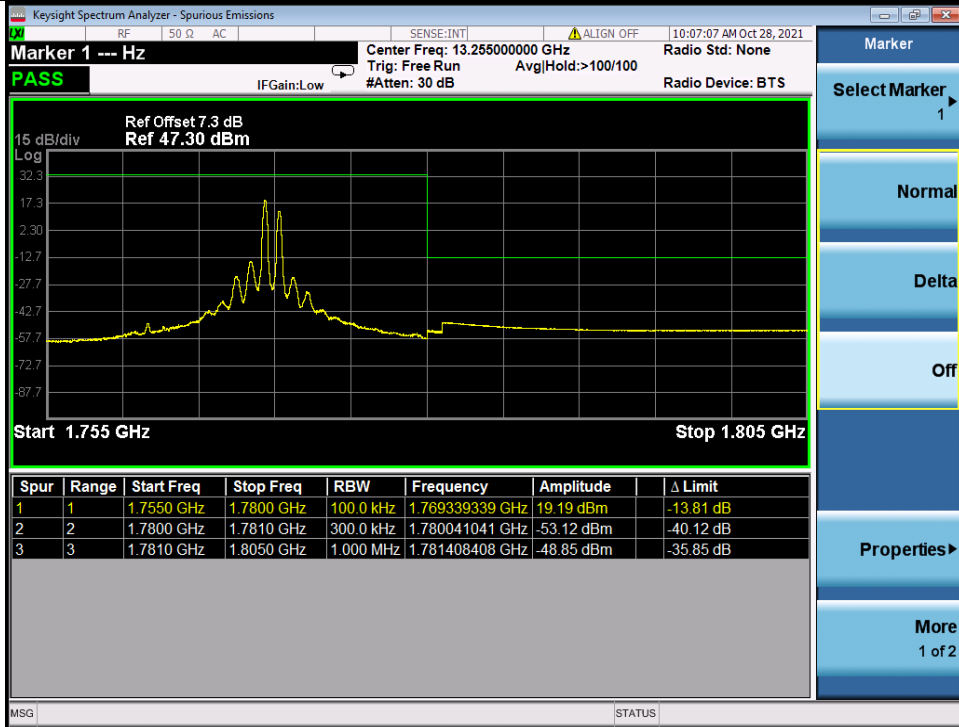 Keysight Spectrum Analyzer - Spurious Emissions
LXI RF 50 Ω AC SENSE:INT ALIGN OFF 10:07:07 AM Oct 28, 2021
Marker 1 --- Hz
Center Freq: 13.255000000 GHz Radio Std: None
Trig: Free Run Avg|Hold:>100/100
PASS IFGain:Low #Atten: 30 dB Radio Device: BTS
Ref Offset 7.3 dB
15 dB/div Ref 47.30 dBm
Log
32.3
17.3
2.30
-12.7
-27.7
-42.7
-57.7
-72.7
-87.7
Start 1.755 GHz Stop 1.805 GHz
Spur Range Start Freq Stop Freq RBW Frequency Amplitude Δ Limit
1 1 1.7550 GHz 1.7800 GHz 100.0 kHz 1.769339339 GHz 19.19 dBm -13.81 dB
2 2 1.7800 GHz 1.7810 GHz 300.0 kHz 1.780041041 GHz -53.12 dBm -40.12 dB
3 3 1.7810 GHz 1.8050 GHz 1.000 MHz 1.781408408 GHz -48.85 dBm -35.85 dB
MSG STATUS
Marker
Select Marker
1
Normal
Delta
Off
Properties
More
1 of 2